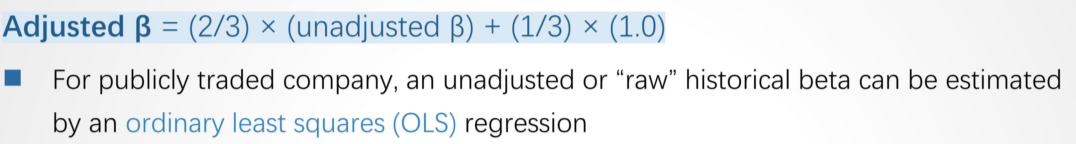 Adjusted β = (2/3) × (unadjusted β) + (1/3) × (1.0)
For publicly traded company, an unadjusted or “raw” historical beta can be estimated
by an ordinary least squares (OLS) regression